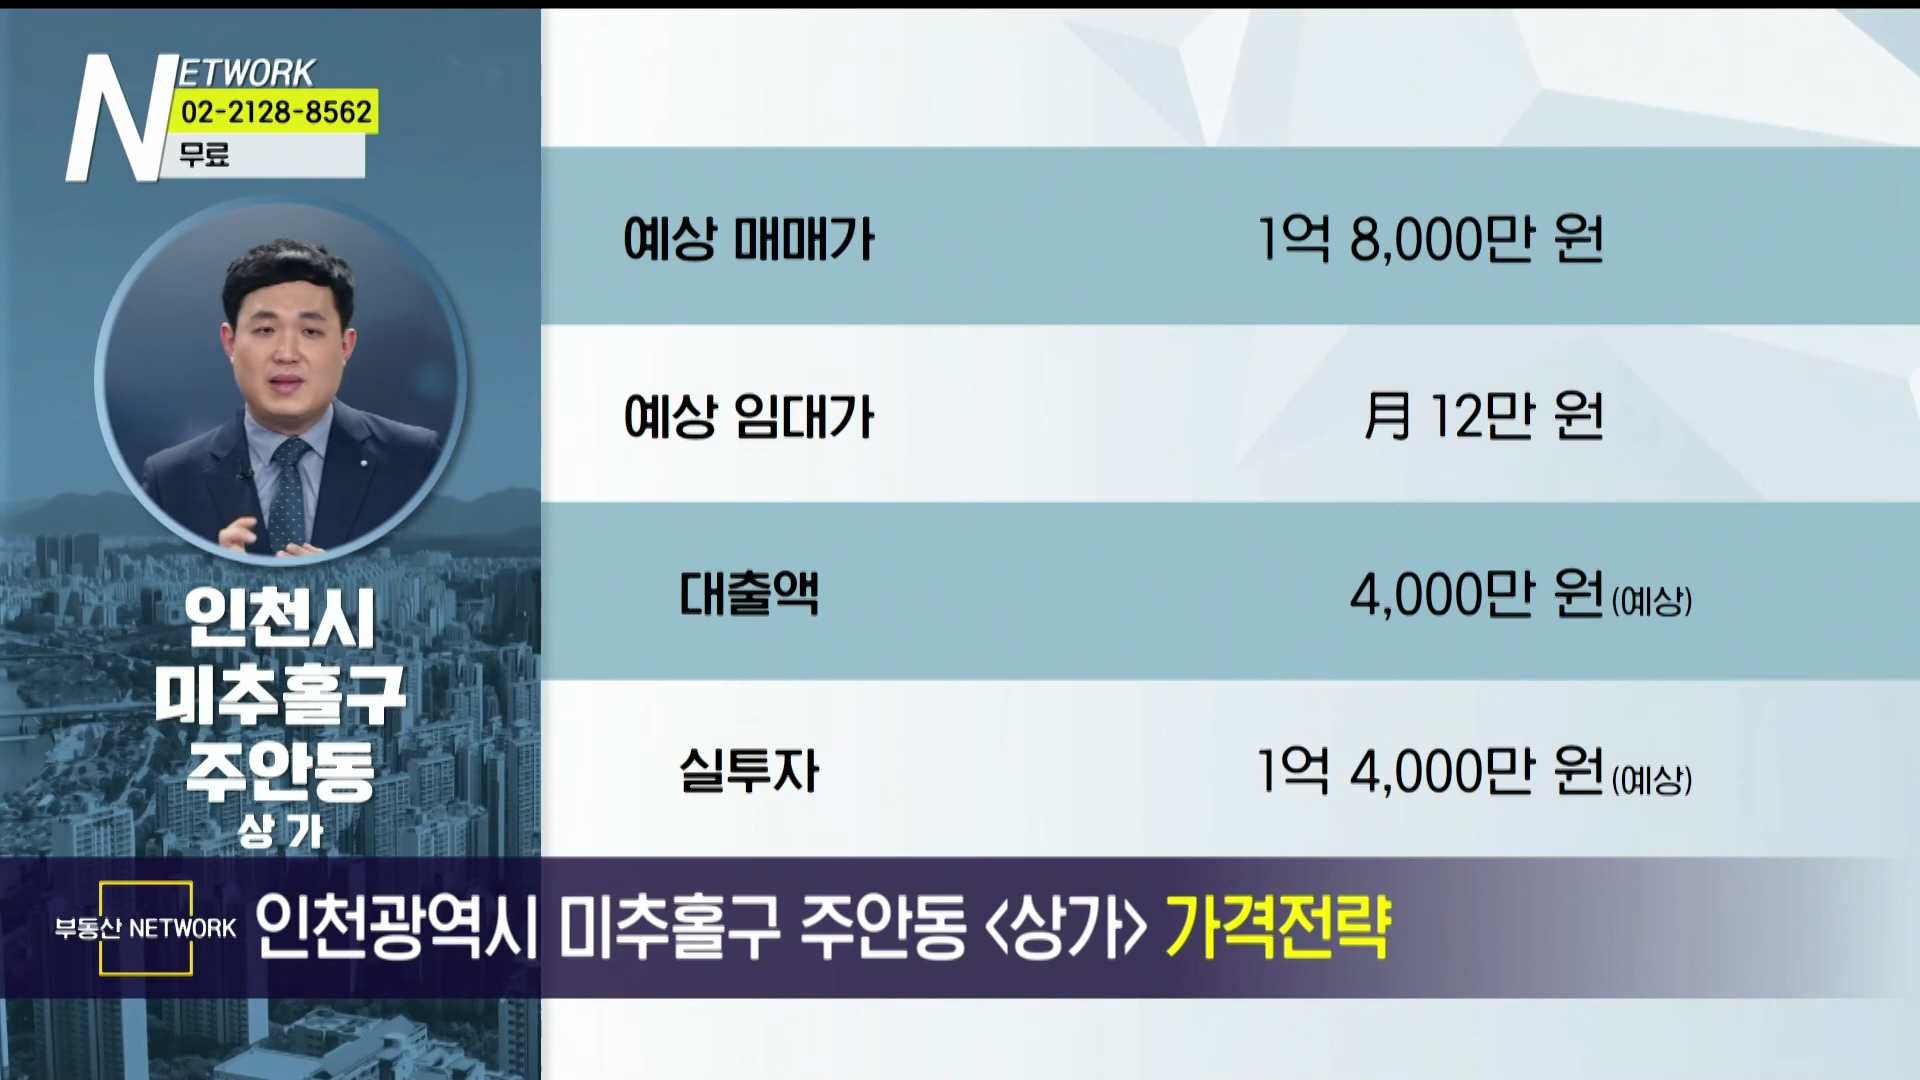 NETWORK
02-2128-8562
무료
인천시
미추홀구
주안동
상가
예상 매매가 1억 8,000만 원
예상 임대가 月 12만 원
대출액 4,000만 원(예상)
실투자 1억 4,000만 원(예상)
부동산 NETWORK 인천광역시 미추홀구 주안동 <상가> 가격전략